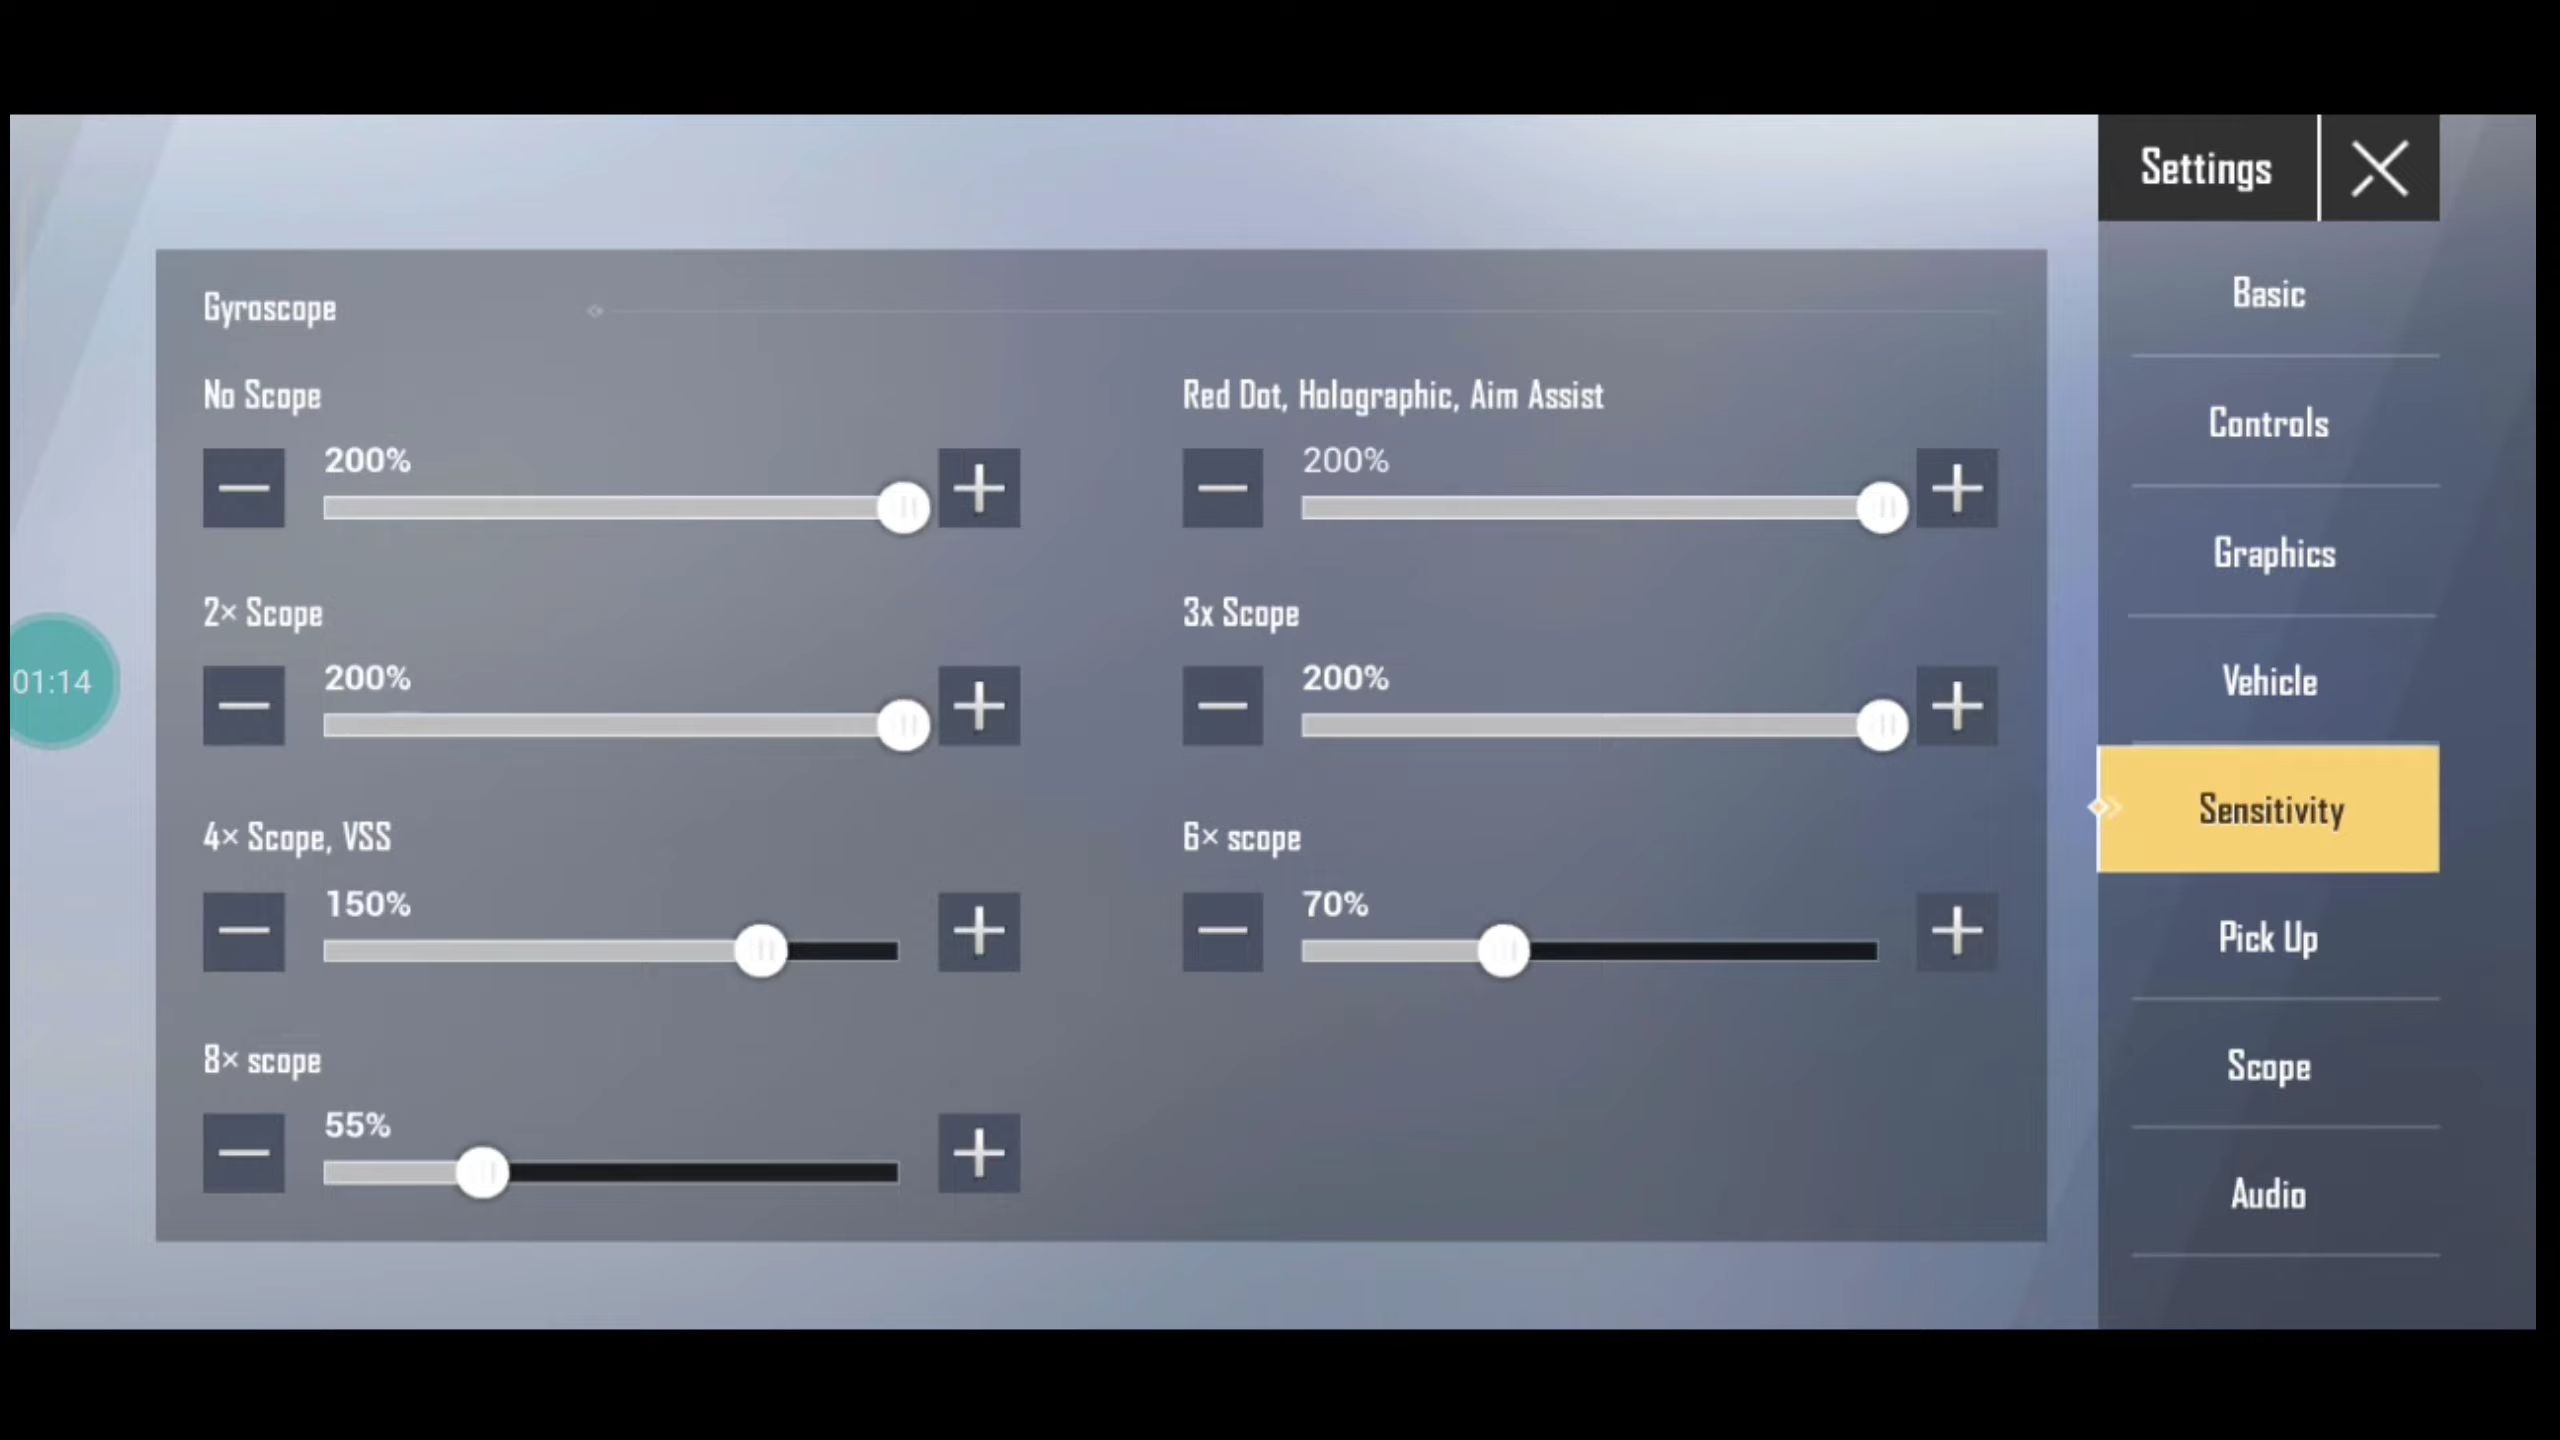 Settings
Gyroscope
No Scope
200%
Red Dot, Holographic, Aim Assist
200%
2× Scope
200%
3x Scope
200%
4× Scope, VSS
150%
6× scope
70%
8× scope
55%
01:14
Basic
Controls
Graphics
Vehicle
Sensitivity
Pick Up
Scope
Audio